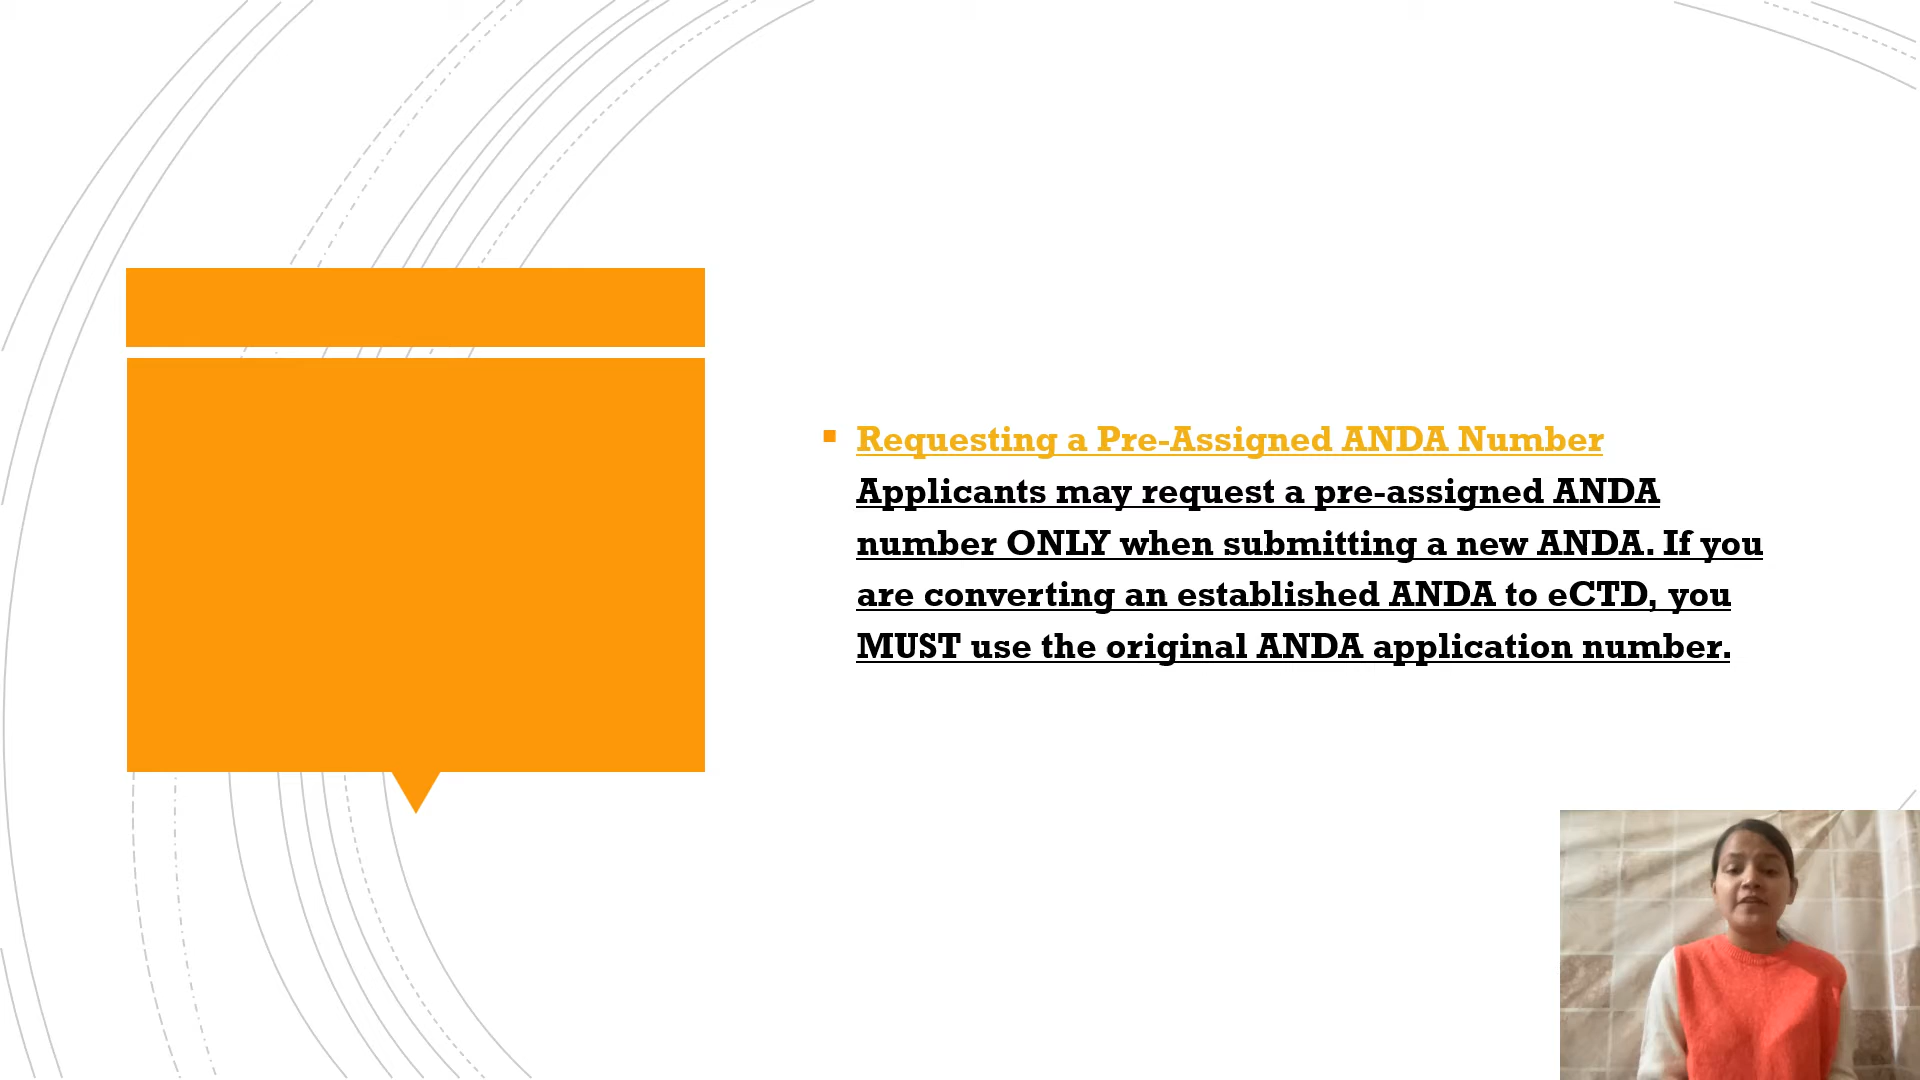 Requesting a Pre-Assigned ANDA Number
Applicants may request a pre-assigned ANDA
number ONLY when submitting a new ANDA. If you
are converting an established ANDA to eCTD, you
MUST use the original ANDA application number.